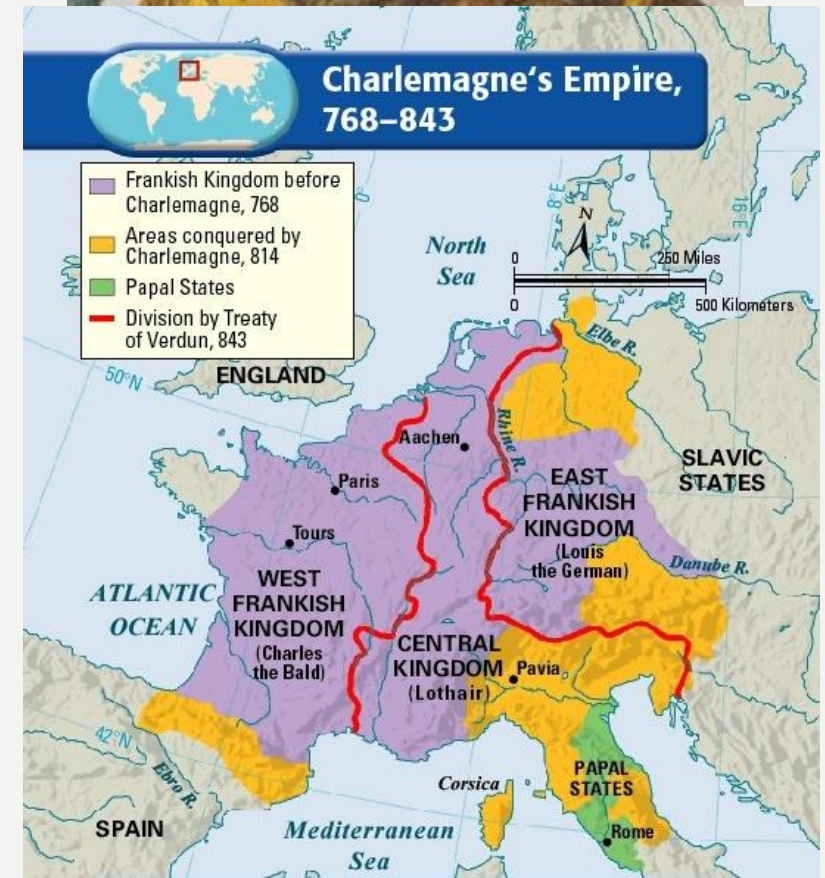 Charlemagne's Empire,
768–843
Frankish Kingdom before
Charlemagne, 768
Areas conquered by
Charlemagne, 814
Papal States
Division by Treaty
of Verdun, 843
0°
8°E
16°E
N
0
250 Miles
0
500 Kilometers
North
Sea
Elbe R.
50°N
ENGLAND
Rhine R.
Aachen
SLAVIC
STATES
Paris
EAST
FRANKISH
KINGDOM
(Louis
the German)
Tours
Danube R.
ATLANTIC
OCEAN
WEST
FRANKISH
KINGDOM
(Charles
the Bald)
CENTRAL
KINGDOM
(Lothair)
Pavia
42°N
Ebro R.
Corsica
PAPAL
STATES
SPAIN
Mediterranean
Sea
Rome